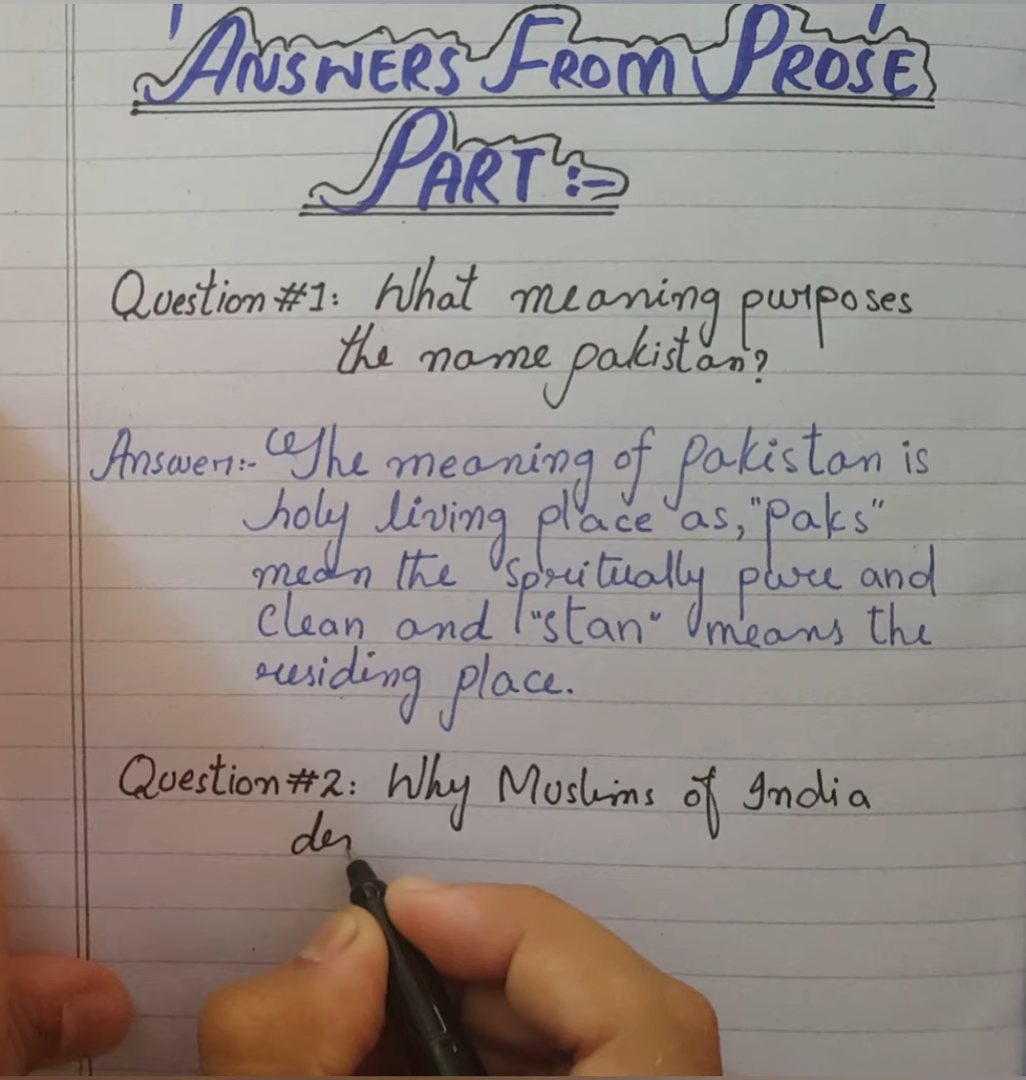 ANSWERS FROM PROSE
PART:-
Question #1: What meaning purposes
the name pakistan?
Answer:- The meaning of pakistan is
holy living place as, "Paks"
mean the spritually pure and
clean and "stan" means the
residing place.
Question #2: Why Muslims of India
der